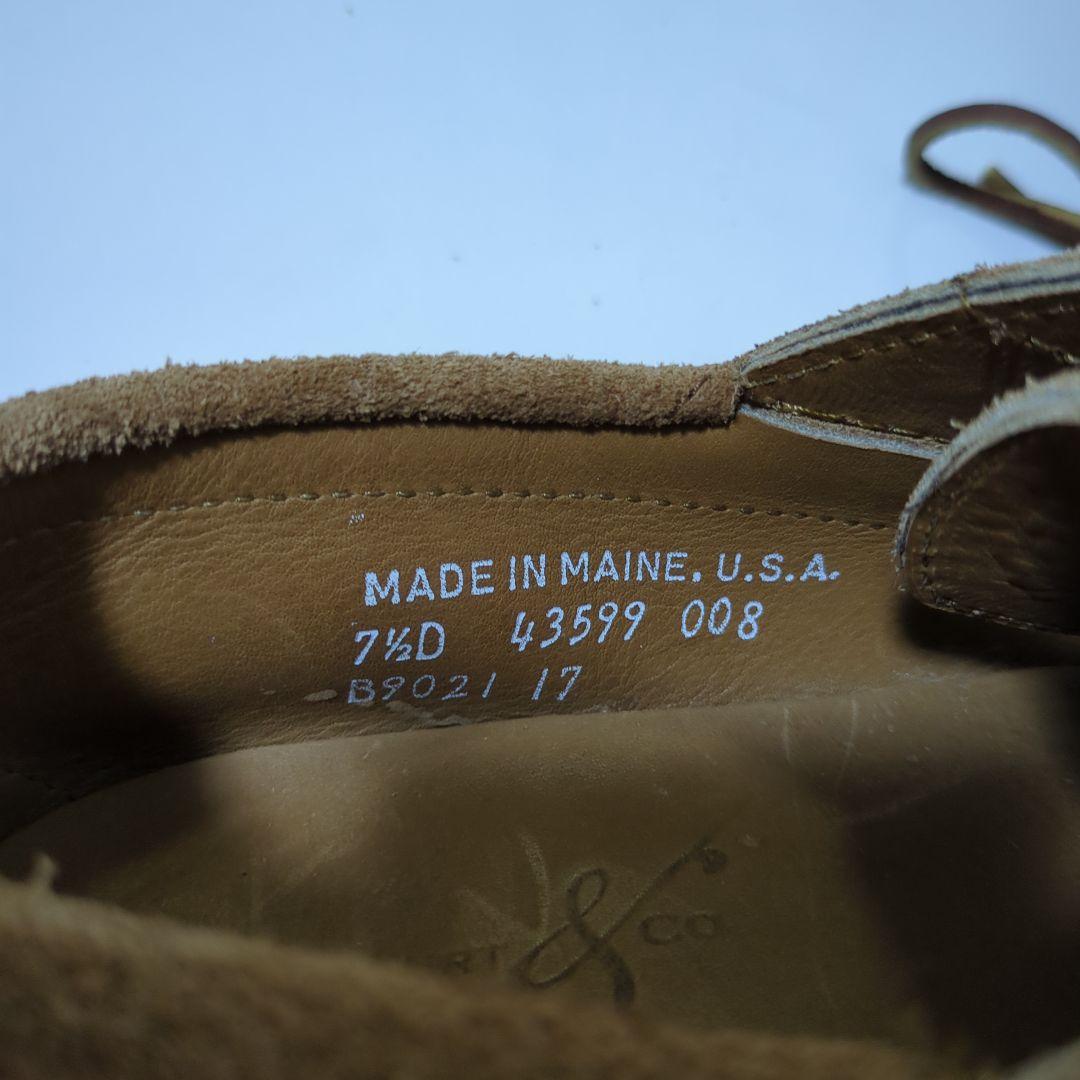 MADE IN MAINE. U.S.A.
7½D 43599 008
B9021 17
& CO